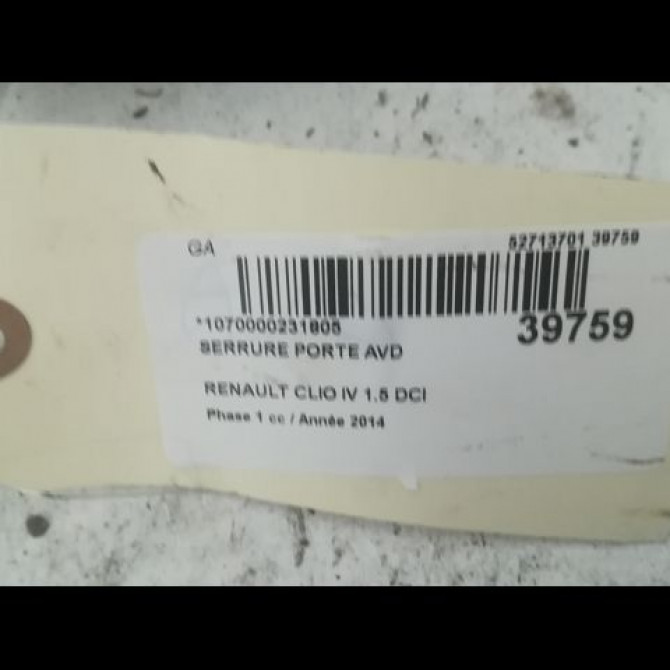 GA
52713701 39759
*1070000231805
39759
SERRURE PORTE AVD
RENAULT CLIO IV 1.5 DCI
Phase 1 cc / Année 2014